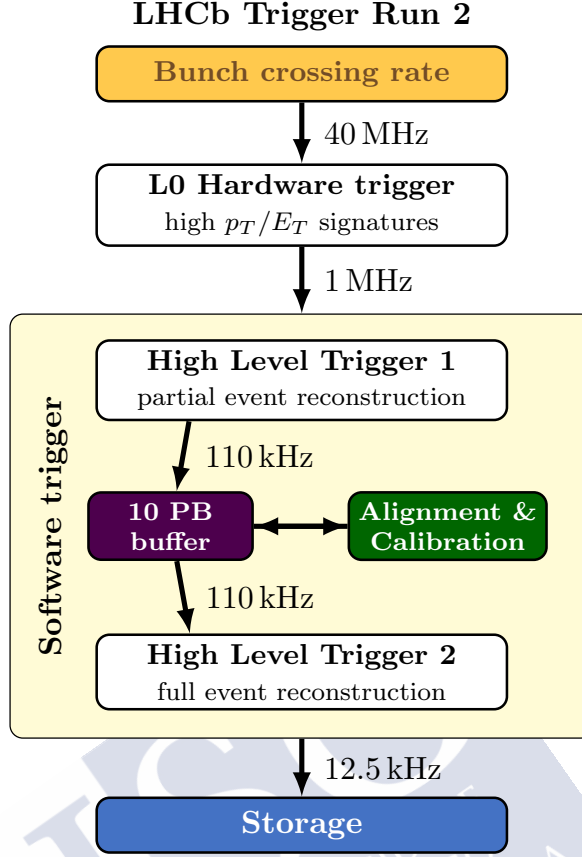 LHCb Trigger Run 2
Bunch crossing rate
40 MHz
L0 Hardware trigger
high p_T/E_T signatures
1 MHz
Software trigger
High Level Trigger 1
partial event reconstruction
110 kHz
10 PB
buffer
Alignment &
Calibration
110 kHz
High Level Trigger 2
full event reconstruction
12.5 kHz
Storage